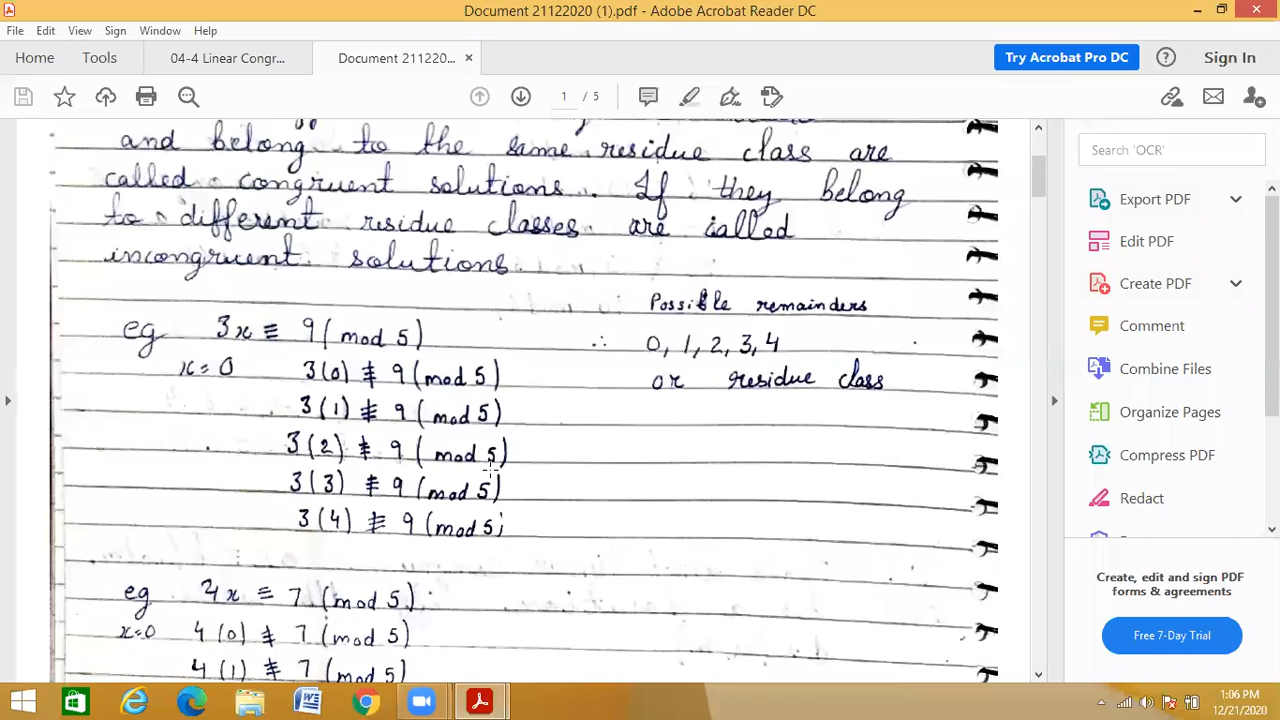 Document 21122020 (1).pdf - Adobe Acrobat Reader DC
File Edit View Sign Window Help
Home Tools 04-4 Linear Congr... Document 211220... ×
Try Acrobat Pro DC Sign In
1 / 5
and belong to the same residue class are
called congruent solutions. If they belong
to different residue classes are called
incongruent solutions.
Possible remainders
eg 3x ≡ 9 (mod 5) ∴ 0, 1, 2, 3, 4
x=0 3(0) ≢ 9 (mod 5) or residue class
3(1) ≢ 9 (mod 5)
3(2) ≢ 9 (mod 5)
3(3) ≢ 9 (mod 5)
3(4) ≢ 9 (mod 5)
eg 4x ≡ 7 (mod 5)
x=0 4(0) ≢ 7 (mod 5)
4(1) ≢ 7 (mod 5)
Search 'OCR'
Export PDF
Edit PDF
Create PDF
Comment
Combine Files
Organize Pages
Compress PDF
Redact
Create, edit and sign PDF
forms & agreements
Free 7-Day Trial
1:06 PM
12/21/2020